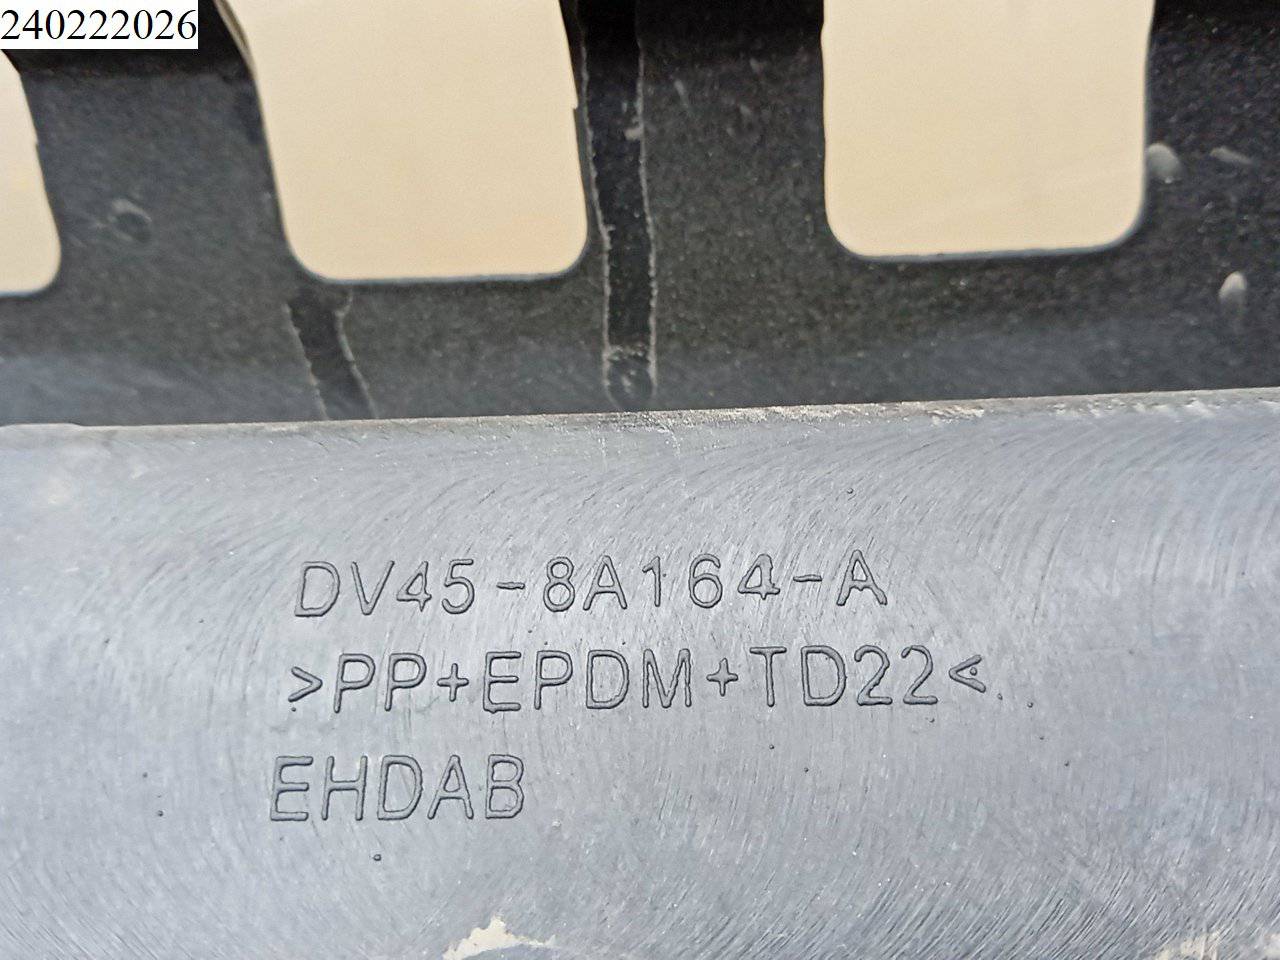 240222026
DV45-8A164-A
>PP+EPDM+TD22<
EHDAB